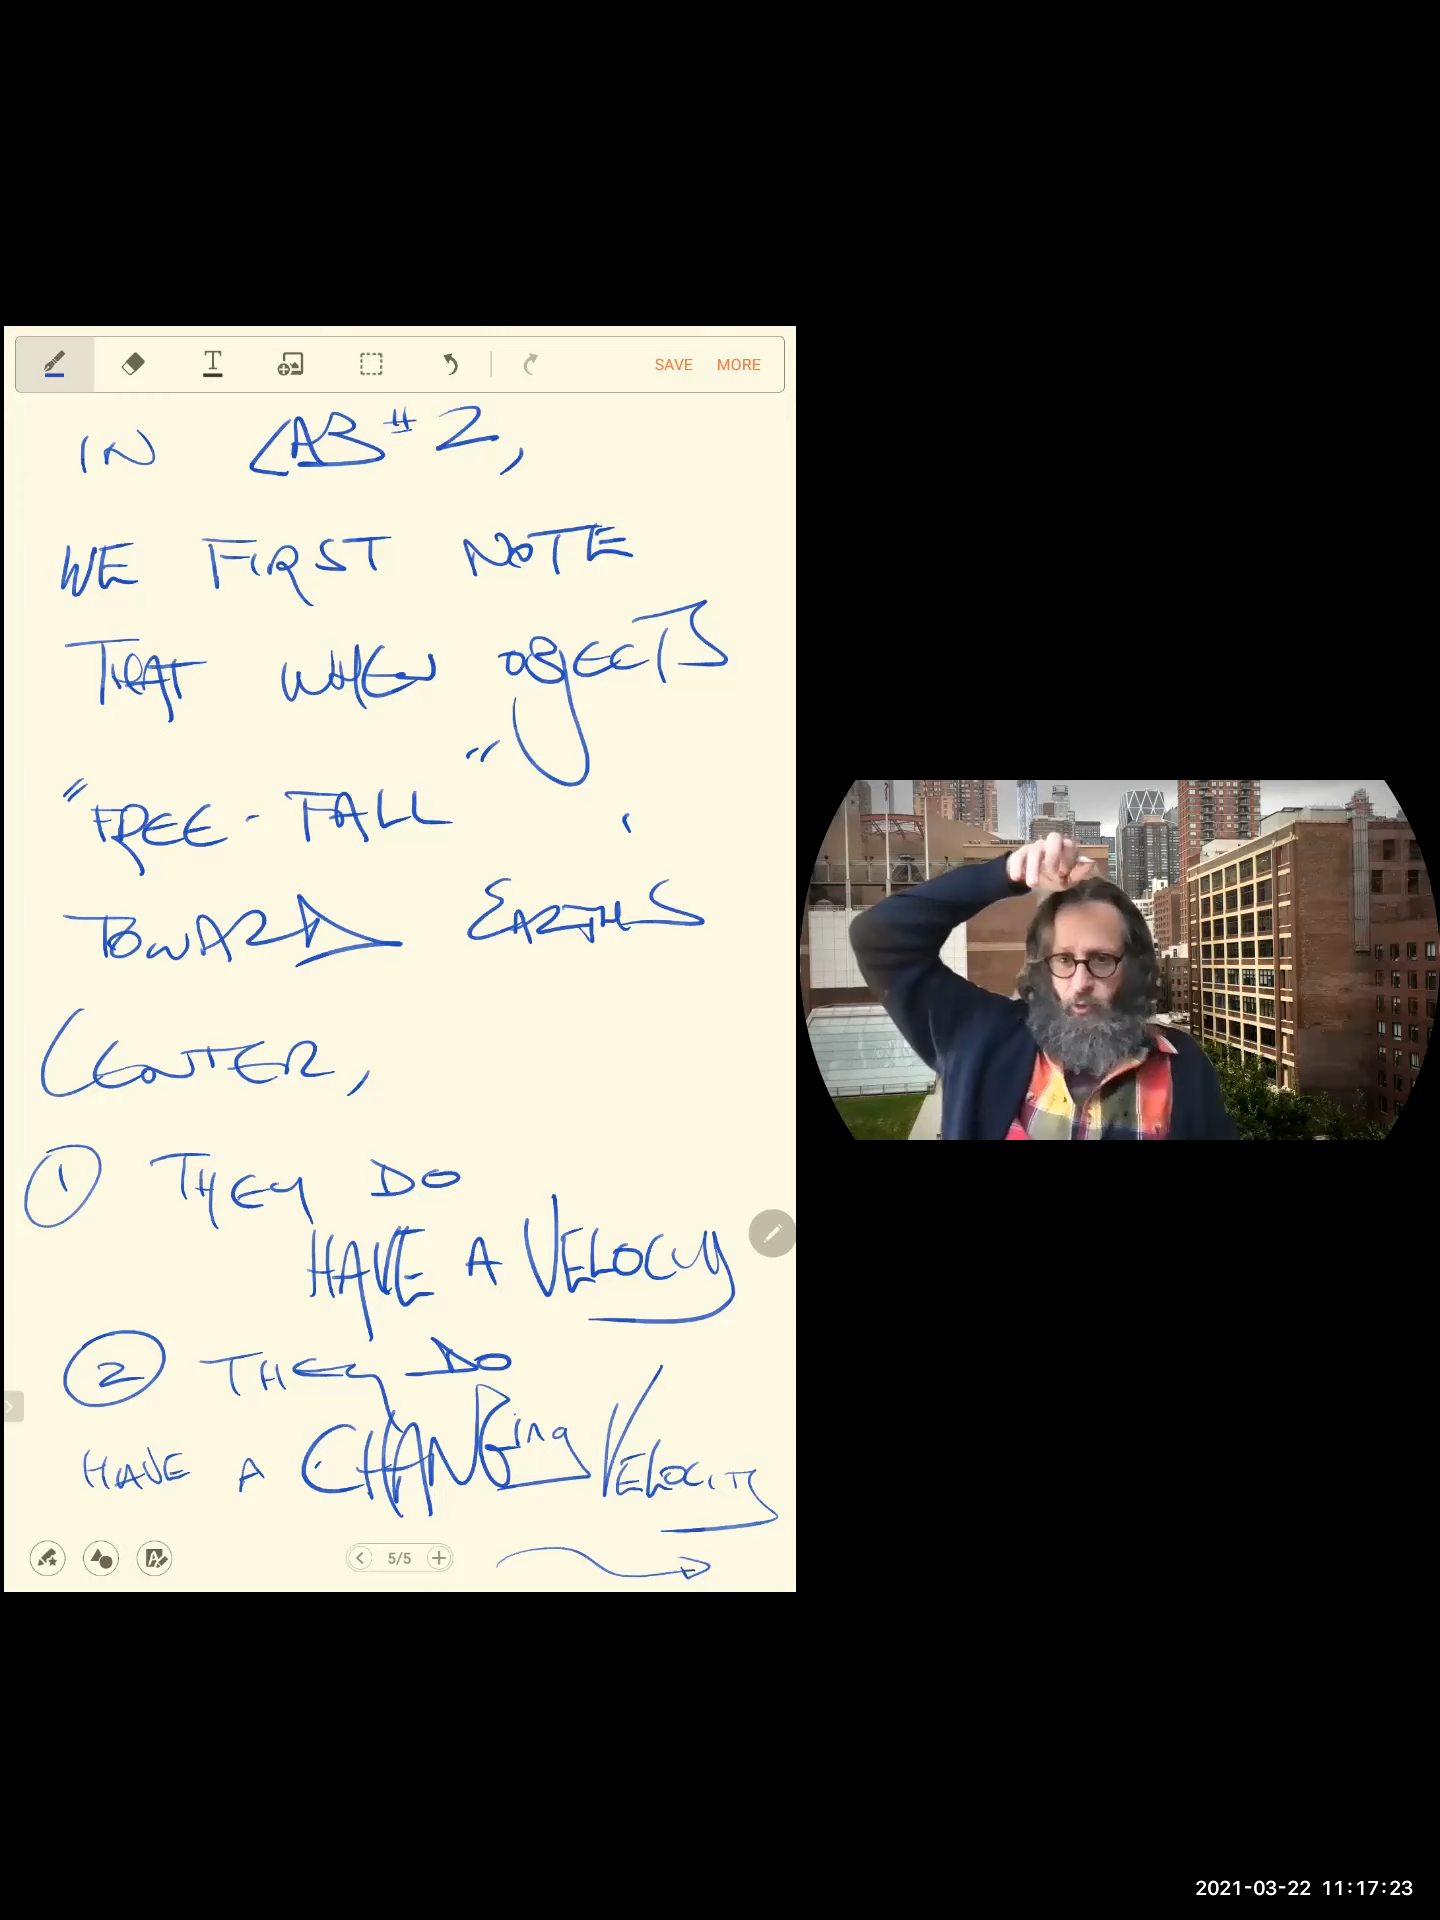 T
SAVE MORE
IN LAB #2,
WE FIRST NOTE
THAT WHEN OBJECTS
"FREE-FALL"
TOWARD EARTH'S
CENTER,
① THEY DO
HAVE A VELOCITY
② THEY DO
HAVE A CHANGing VELOCITY
A
< 5/5 +
2021-03-22 11:17:23